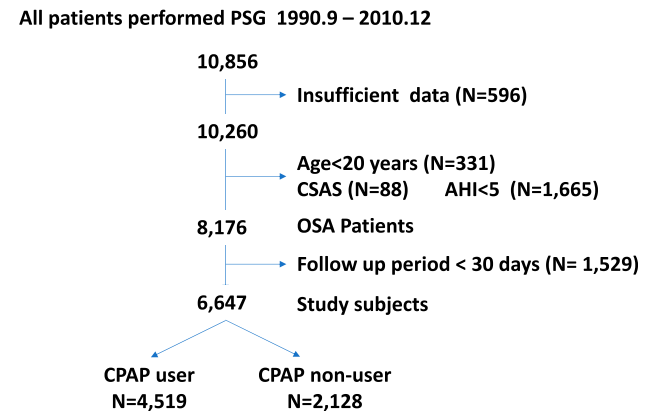 All patients performed PSG 1990.9 – 2010.12
10,856
Insufficient data (N=596)
10,260
Age<20 years (N=331)
CSAS (N=88) AHI<5 (N=1,665)
8,176 OSA Patients
Follow up period < 30 days (N= 1,529)
6,647 Study subjects
CPAP user CPAP non-user
N=4,519 N=2,128